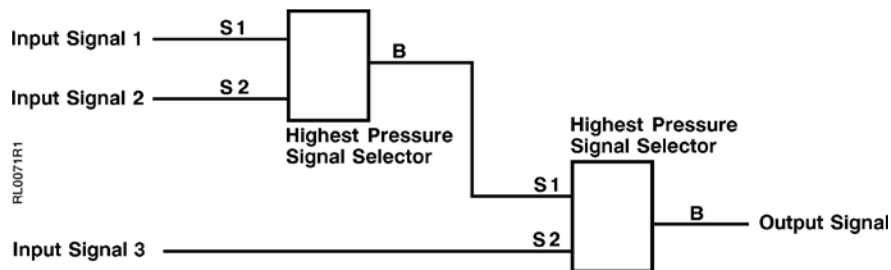 Input Signal 1
S1
B
Input Signal 2
S2
Highest Pressure
Signal Selector
Highest Pressure
Signal Selector
RL0071R1
S1
B
Output Signal
Input Signal 3
S2